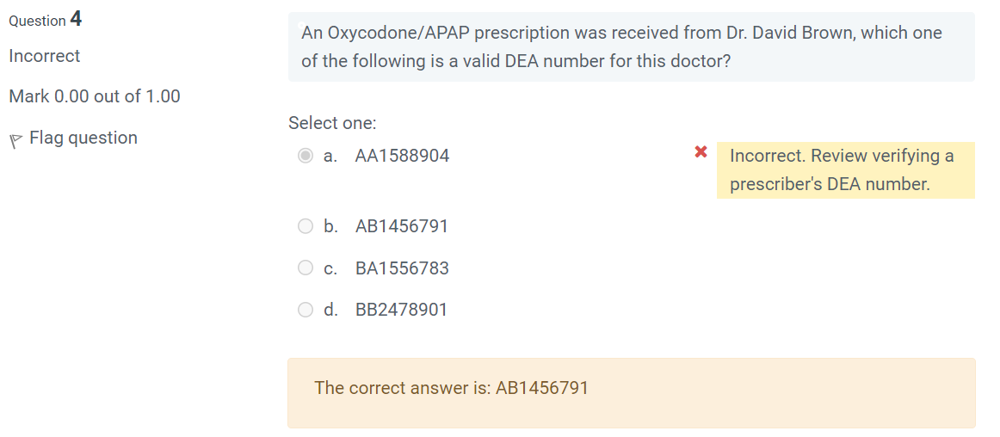 Question 4
Incorrect
Mark 0.00 out of 1.00
Flag question
An Oxycodone/APAP prescription was received from Dr. David Brown, which one
of the following is a valid DEA number for this doctor?
Select one:
a. AA1588904
Incorrect. Review verifying a
prescriber's DEA number.
b. AB1456791
c. BA1556783
d. BB2478901
The correct answer is: AB1456791